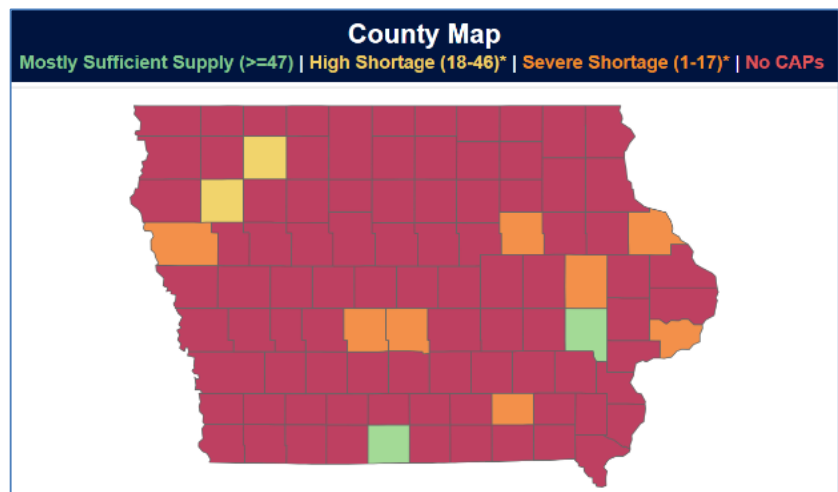 County Map
Mostly Sufficient Supply (>=47) | High Shortage (18-46)* | Severe Shortage (1-17)* | No CAPs